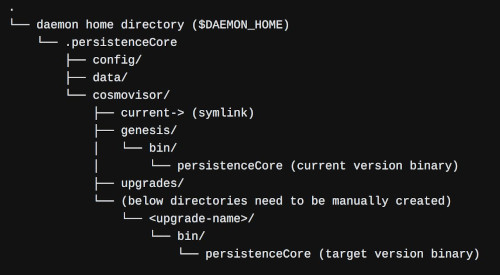 .
└── daemon home directory ($DAEMON_HOME)
    └── .persistenceCore
        ├── config/
        ├── data/
        └── cosmovisor/
            ├── current-> (symlink)
            ├── genesis/
            │   └── bin/
            │       └── persistenceCore (current version binary)
            ├── upgrades/
            └── (below directories need to be manually created)
                └── <upgrade-name>/
                    └── bin/
                        └── persistenceCore (target version binary)